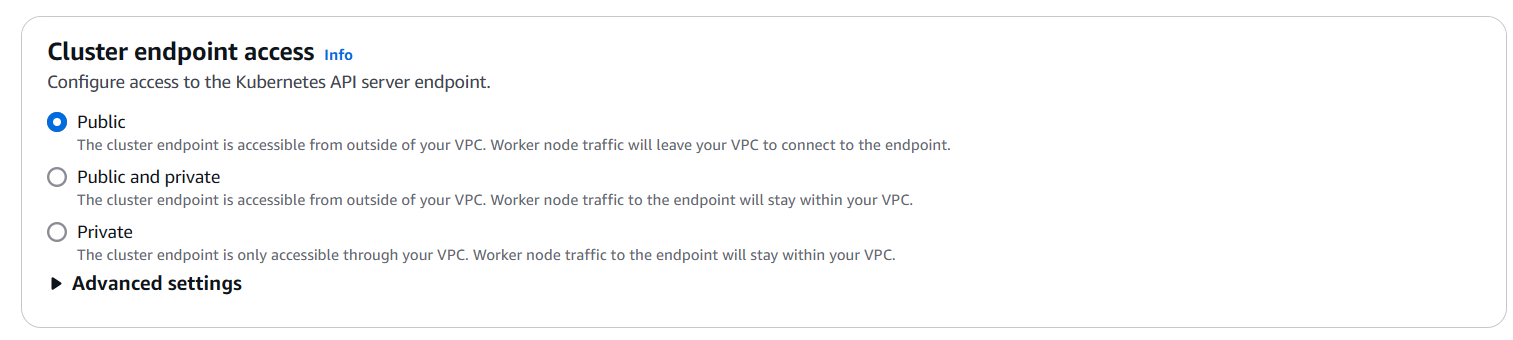 Cluster endpoint access Info
Configure access to the Kubernetes API server endpoint.
Public
The cluster endpoint is accessible from outside of your VPC. Worker node traffic will leave your VPC to connect to the endpoint.
Public and private
The cluster endpoint is accessible from outside of your VPC. Worker node traffic to the endpoint will stay within your VPC.
Private
The cluster endpoint is only accessible through your VPC. Worker node traffic to the endpoint will stay within your VPC.
Advanced settings